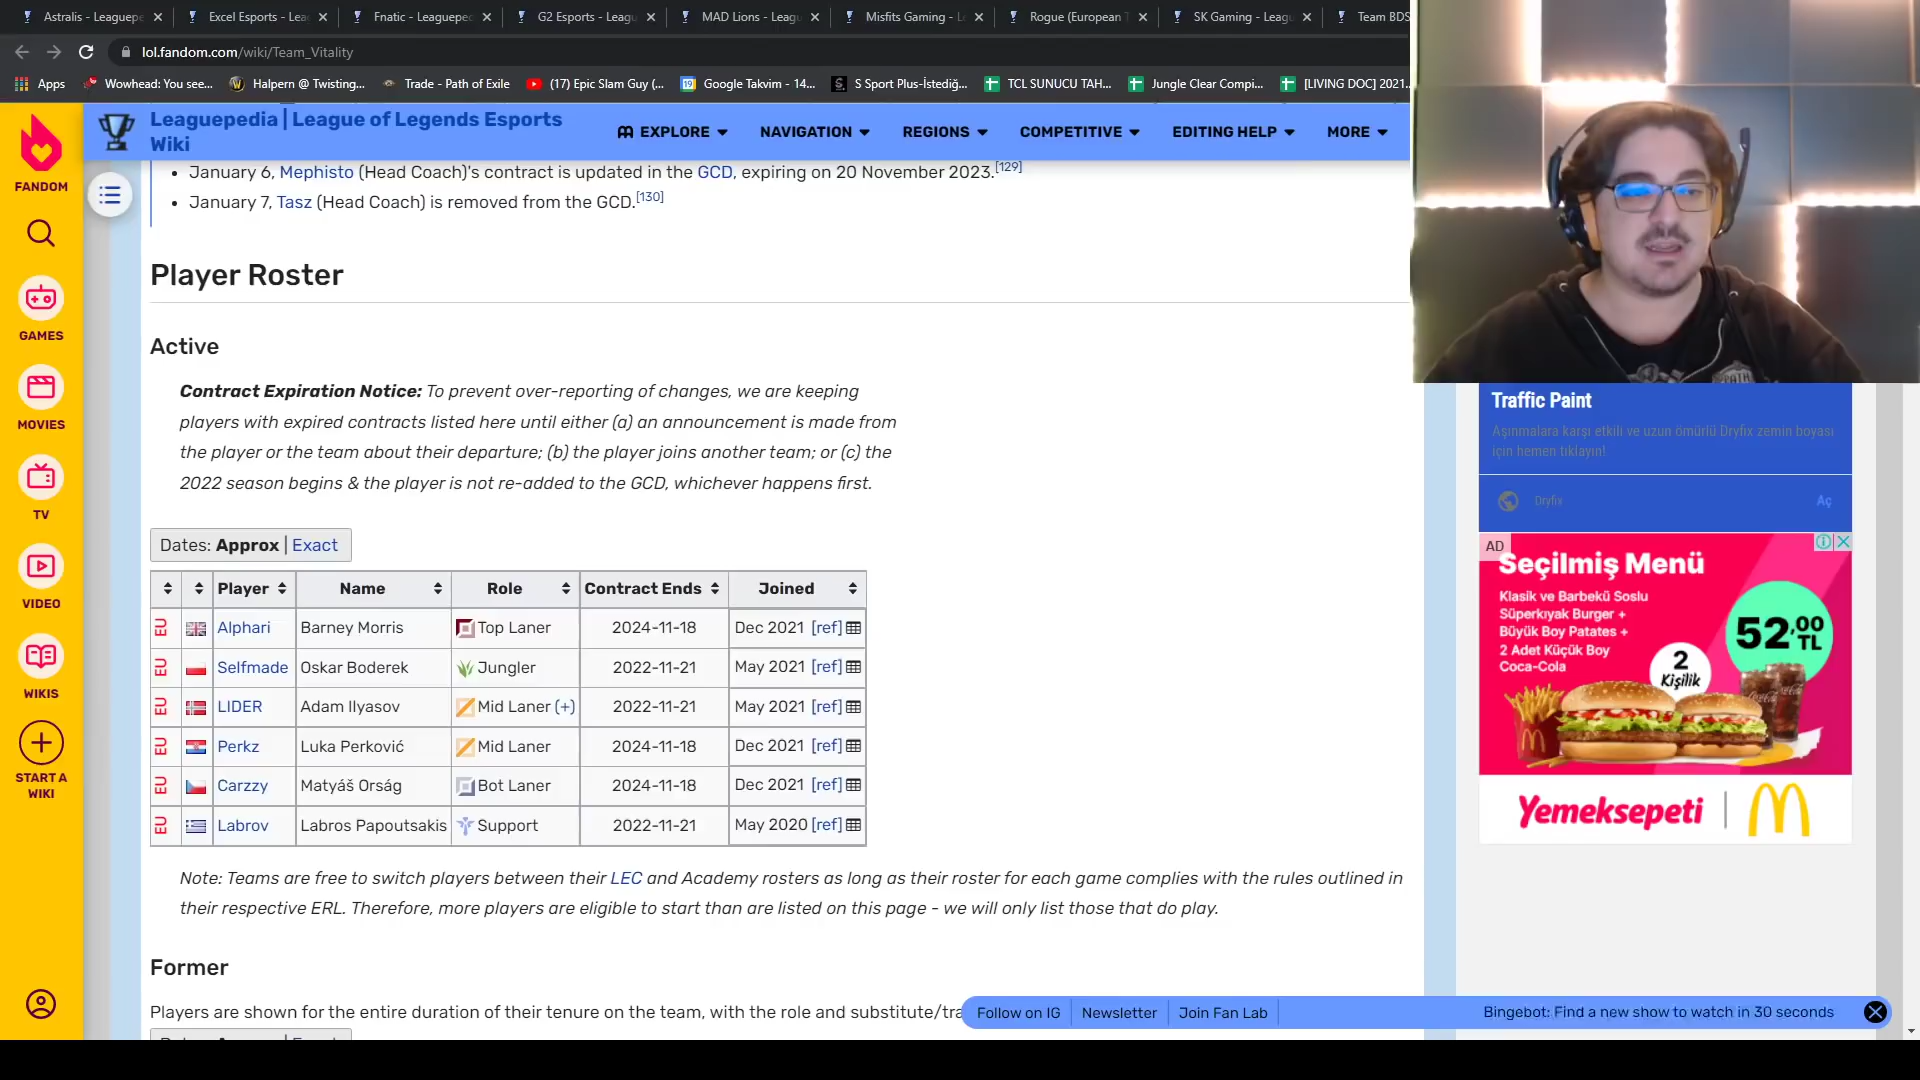 Astralis - Leaguepe
Excel Esports - Lea
Fnatic - Leaguepe
G2 Esports - Leagu
MAD Lions - Leagu
Misfits Gaming - L
Rogue (European T
SK Gaming - Leagu
Team BDS
lol.fandom.com/wiki/Team_Vitality
Apps
Wowhead: You see...
Halpern @ Twisting...
Trade - Path of Exile
(17) Epic Slam Guy (...
Google Takvim - 14...
S Sport Plus-İstediğ...
TCL SUNUCU TAH...
Jungle Clear Compi...
[LIVING DOC] 2021...
FANDOM
GAMES
MOVIES
TV
VIDEO
WIKIS
START A
WIKI
Leaguepedia | League of Legends Esports
Wiki
EXPLORE
NAVIGATION
REGIONS
COMPETITIVE
EDITING HELP
MORE
January 6, Mephisto (Head Coach)'s contract is updated in the GCD, expiring on 20 November 2023.[129]
January 7, Tasz (Head Coach) is removed from the GCD.[130]
Player Roster
Active
Contract Expiration Notice: To prevent over-reporting of changes, we are keeping
players with expired contracts listed here until either (a) an announcement is made from
the player or the team about their departure; (b) the player joins another team; or (c) the
2022 season begins & the player is not re-added to the GCD, whichever happens first.
Dates: Approx | Exact
Player Name Role Contract Ends Joined
EU Alphari Barney Morris Top Laner 2024-11-18 Dec 2021 [ref]
EU Selfmade Oskar Boderek Jungler 2022-11-21 May 2021 [ref]
EU LIDER Adam Ilyasov Mid Laner (+) 2022-11-21 May 2021 [ref]
EU Perkz Luka Perković Mid Laner 2024-11-18 Dec 2021 [ref]
EU Carzzy Matyáš Orság Bot Laner 2024-11-18 Dec 2021 [ref]
EU Labrov Labros Papoutsakis Support 2022-11-21 May 2020 [ref]
Note: Teams are free to switch players between their LEC and Academy rosters as long as their roster for each game complies with the rules outlined in
their respective ERL. Therefore, more players are eligible to start than are listed on this page - we will only list those that do play.
Former
Players are shown for the entire duration of their tenure on the team, with the role and substitute/tra
Follow on IG
Newsletter
Join Fan Lab
Bingebot: Find a new show to watch in 30 seconds
Traffic Paint
Aşınmalara karşı etkili ve uzun ömürlü Dryfix zemin boyası
için hemen tıklayın!
Dryfix
Aç
AD
Seçilmiş Menü
Klasik ve Barbekü Soslu
Süperkıyak Burger +
Büyük Boy Patates +
2 Adet Küçük Boy
Coca-Cola
52,00
TL
2
Kişilik
Yemeksepeti